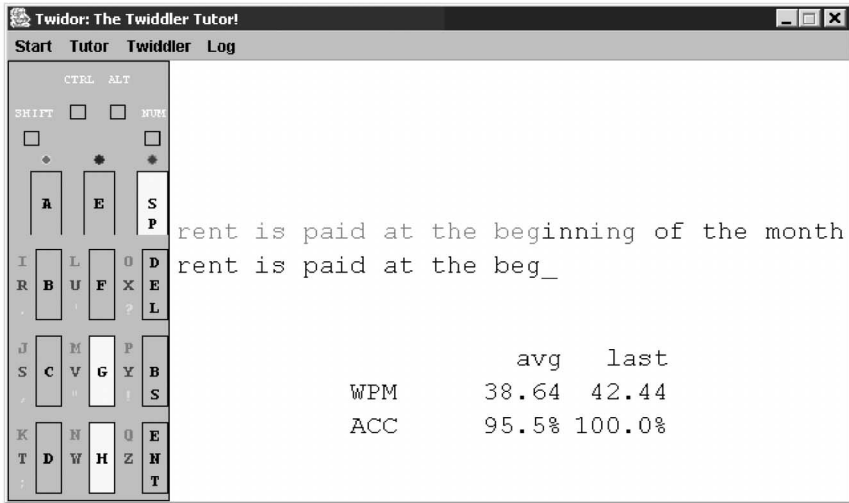 Twidor: The Twiddler Tutor!
Start Tutor Twiddler Log
CTRL ALT
SHIFT NUM
A E SP
rent is paid at the beginning of the month
I L O
R B U F X DEL
. ' ?
rent is paid at the beg_
J M P
S C V G Y BS
, " !
avg last
WPM 38.64 42.44
ACC 95.5% 100.0%
K N Q
T D W H Z ENT
;